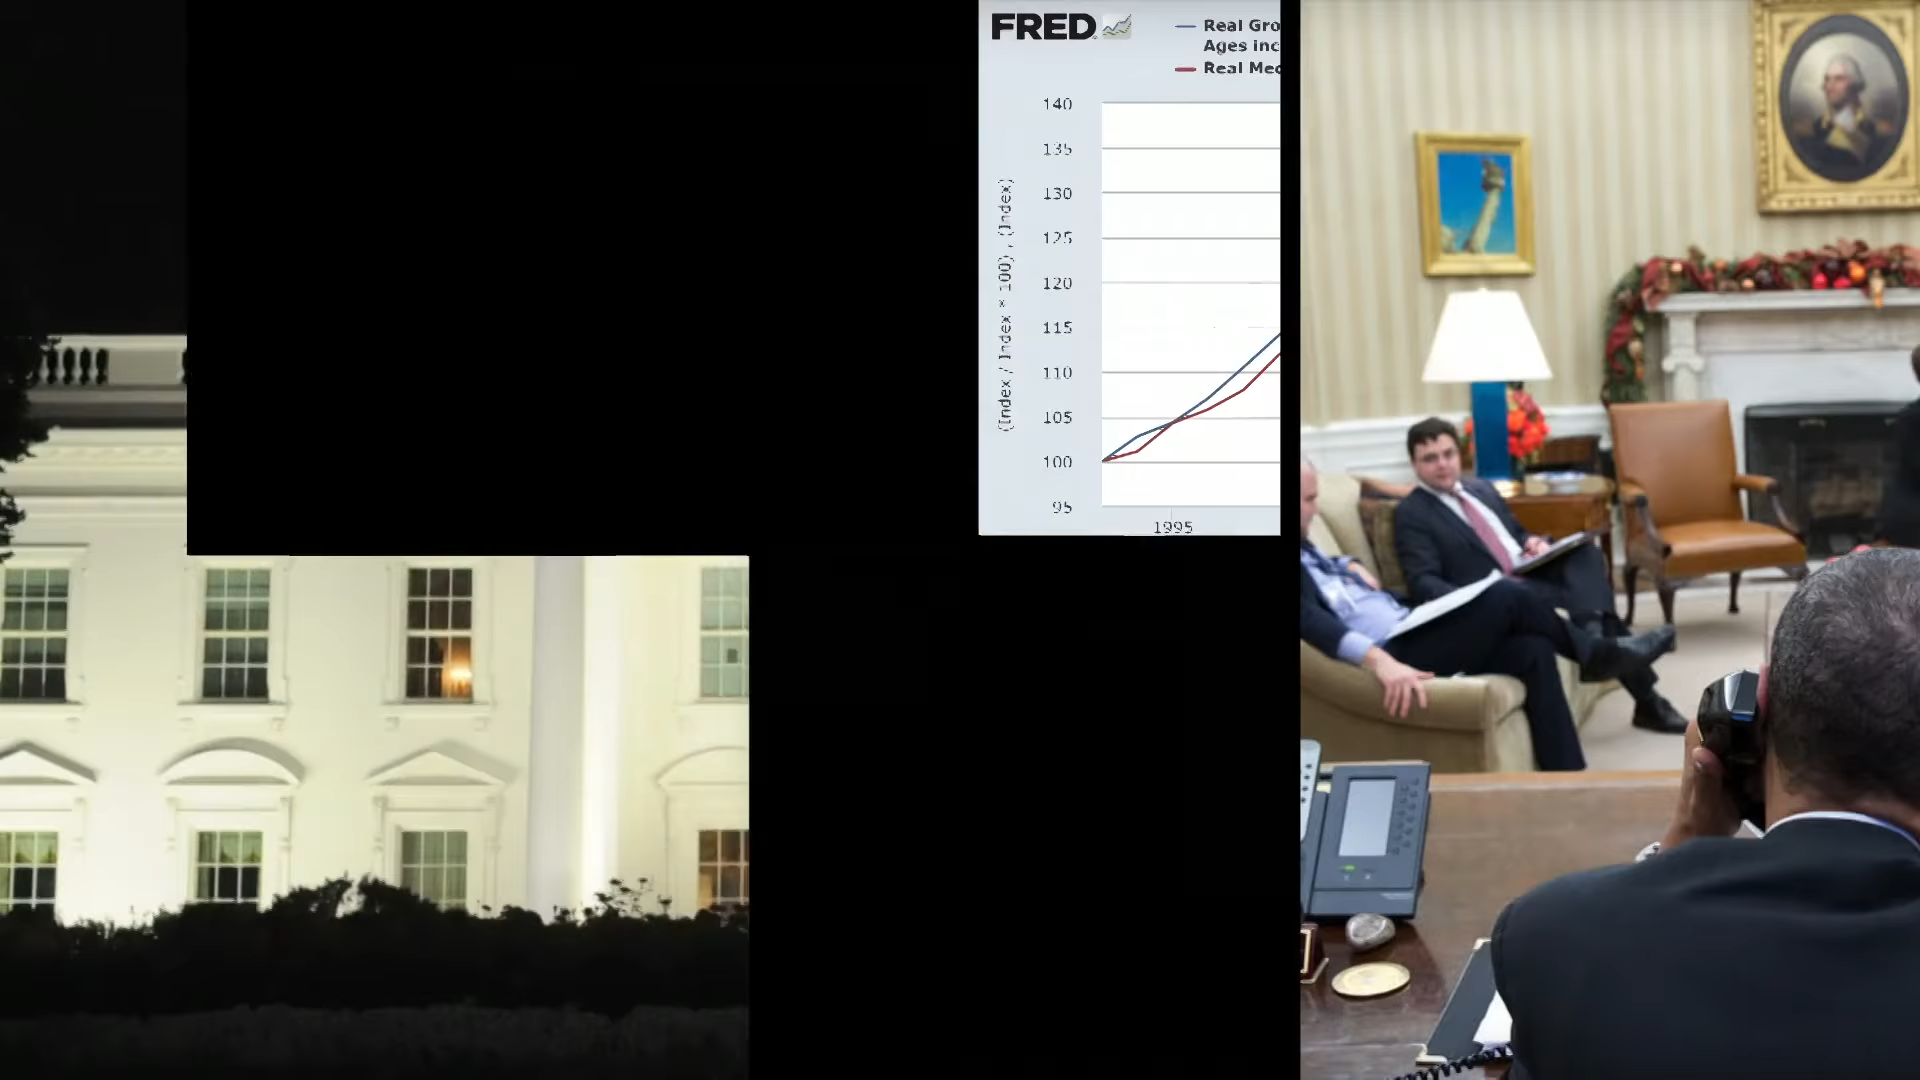 FRED
Real Gro
Ages inc
Real Med
140
135
130
125
120
115
110
105
100
95
(Index / Index * 100) , (Index)
1995